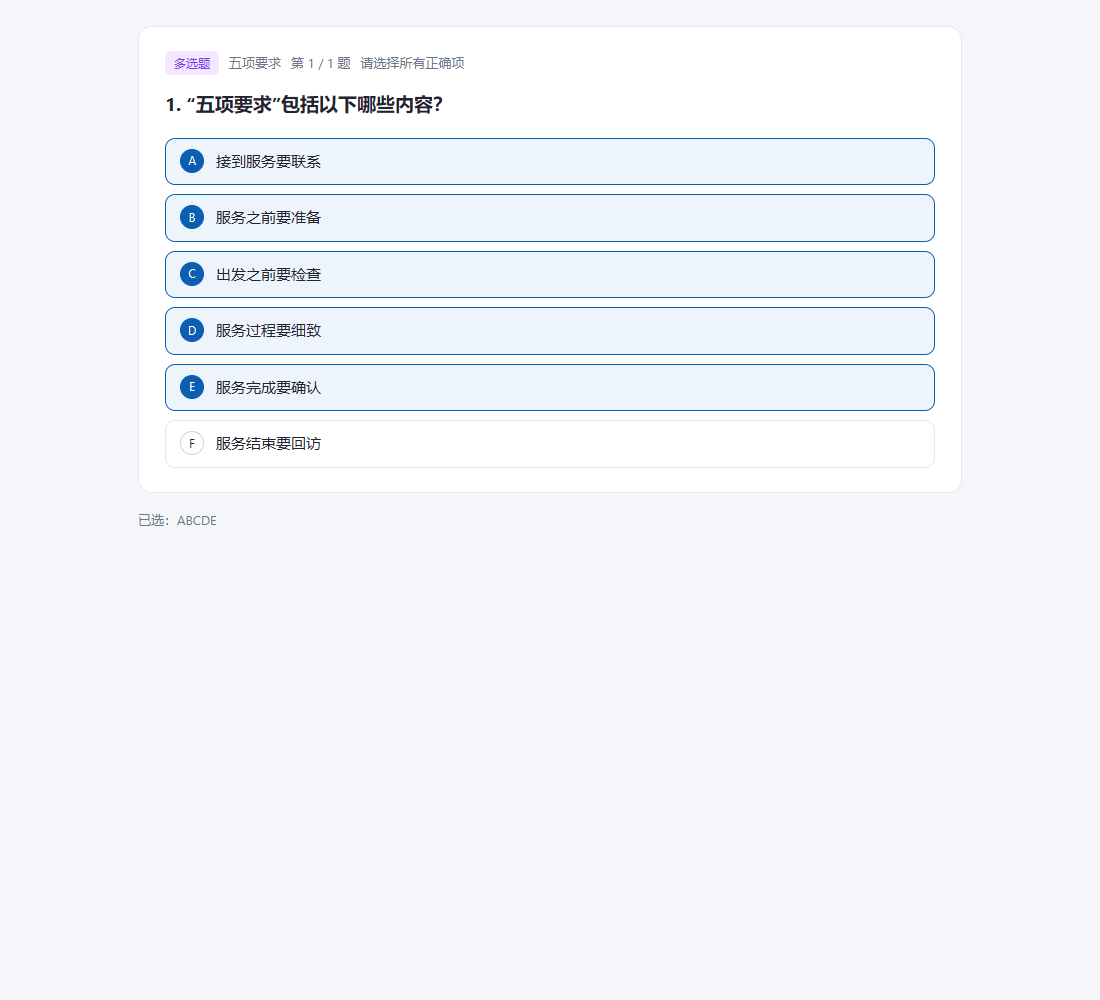 多选题 五项要求 第 1 / 1 题 请选择所有正确项
1. “五项要求”包括以下哪些内容？
A 接到服务要联系
B 服务之前要准备
C 出发之前要检查
D 服务过程要细致
E 服务完成要确认
F 服务结束要回访
已选：ABCDE